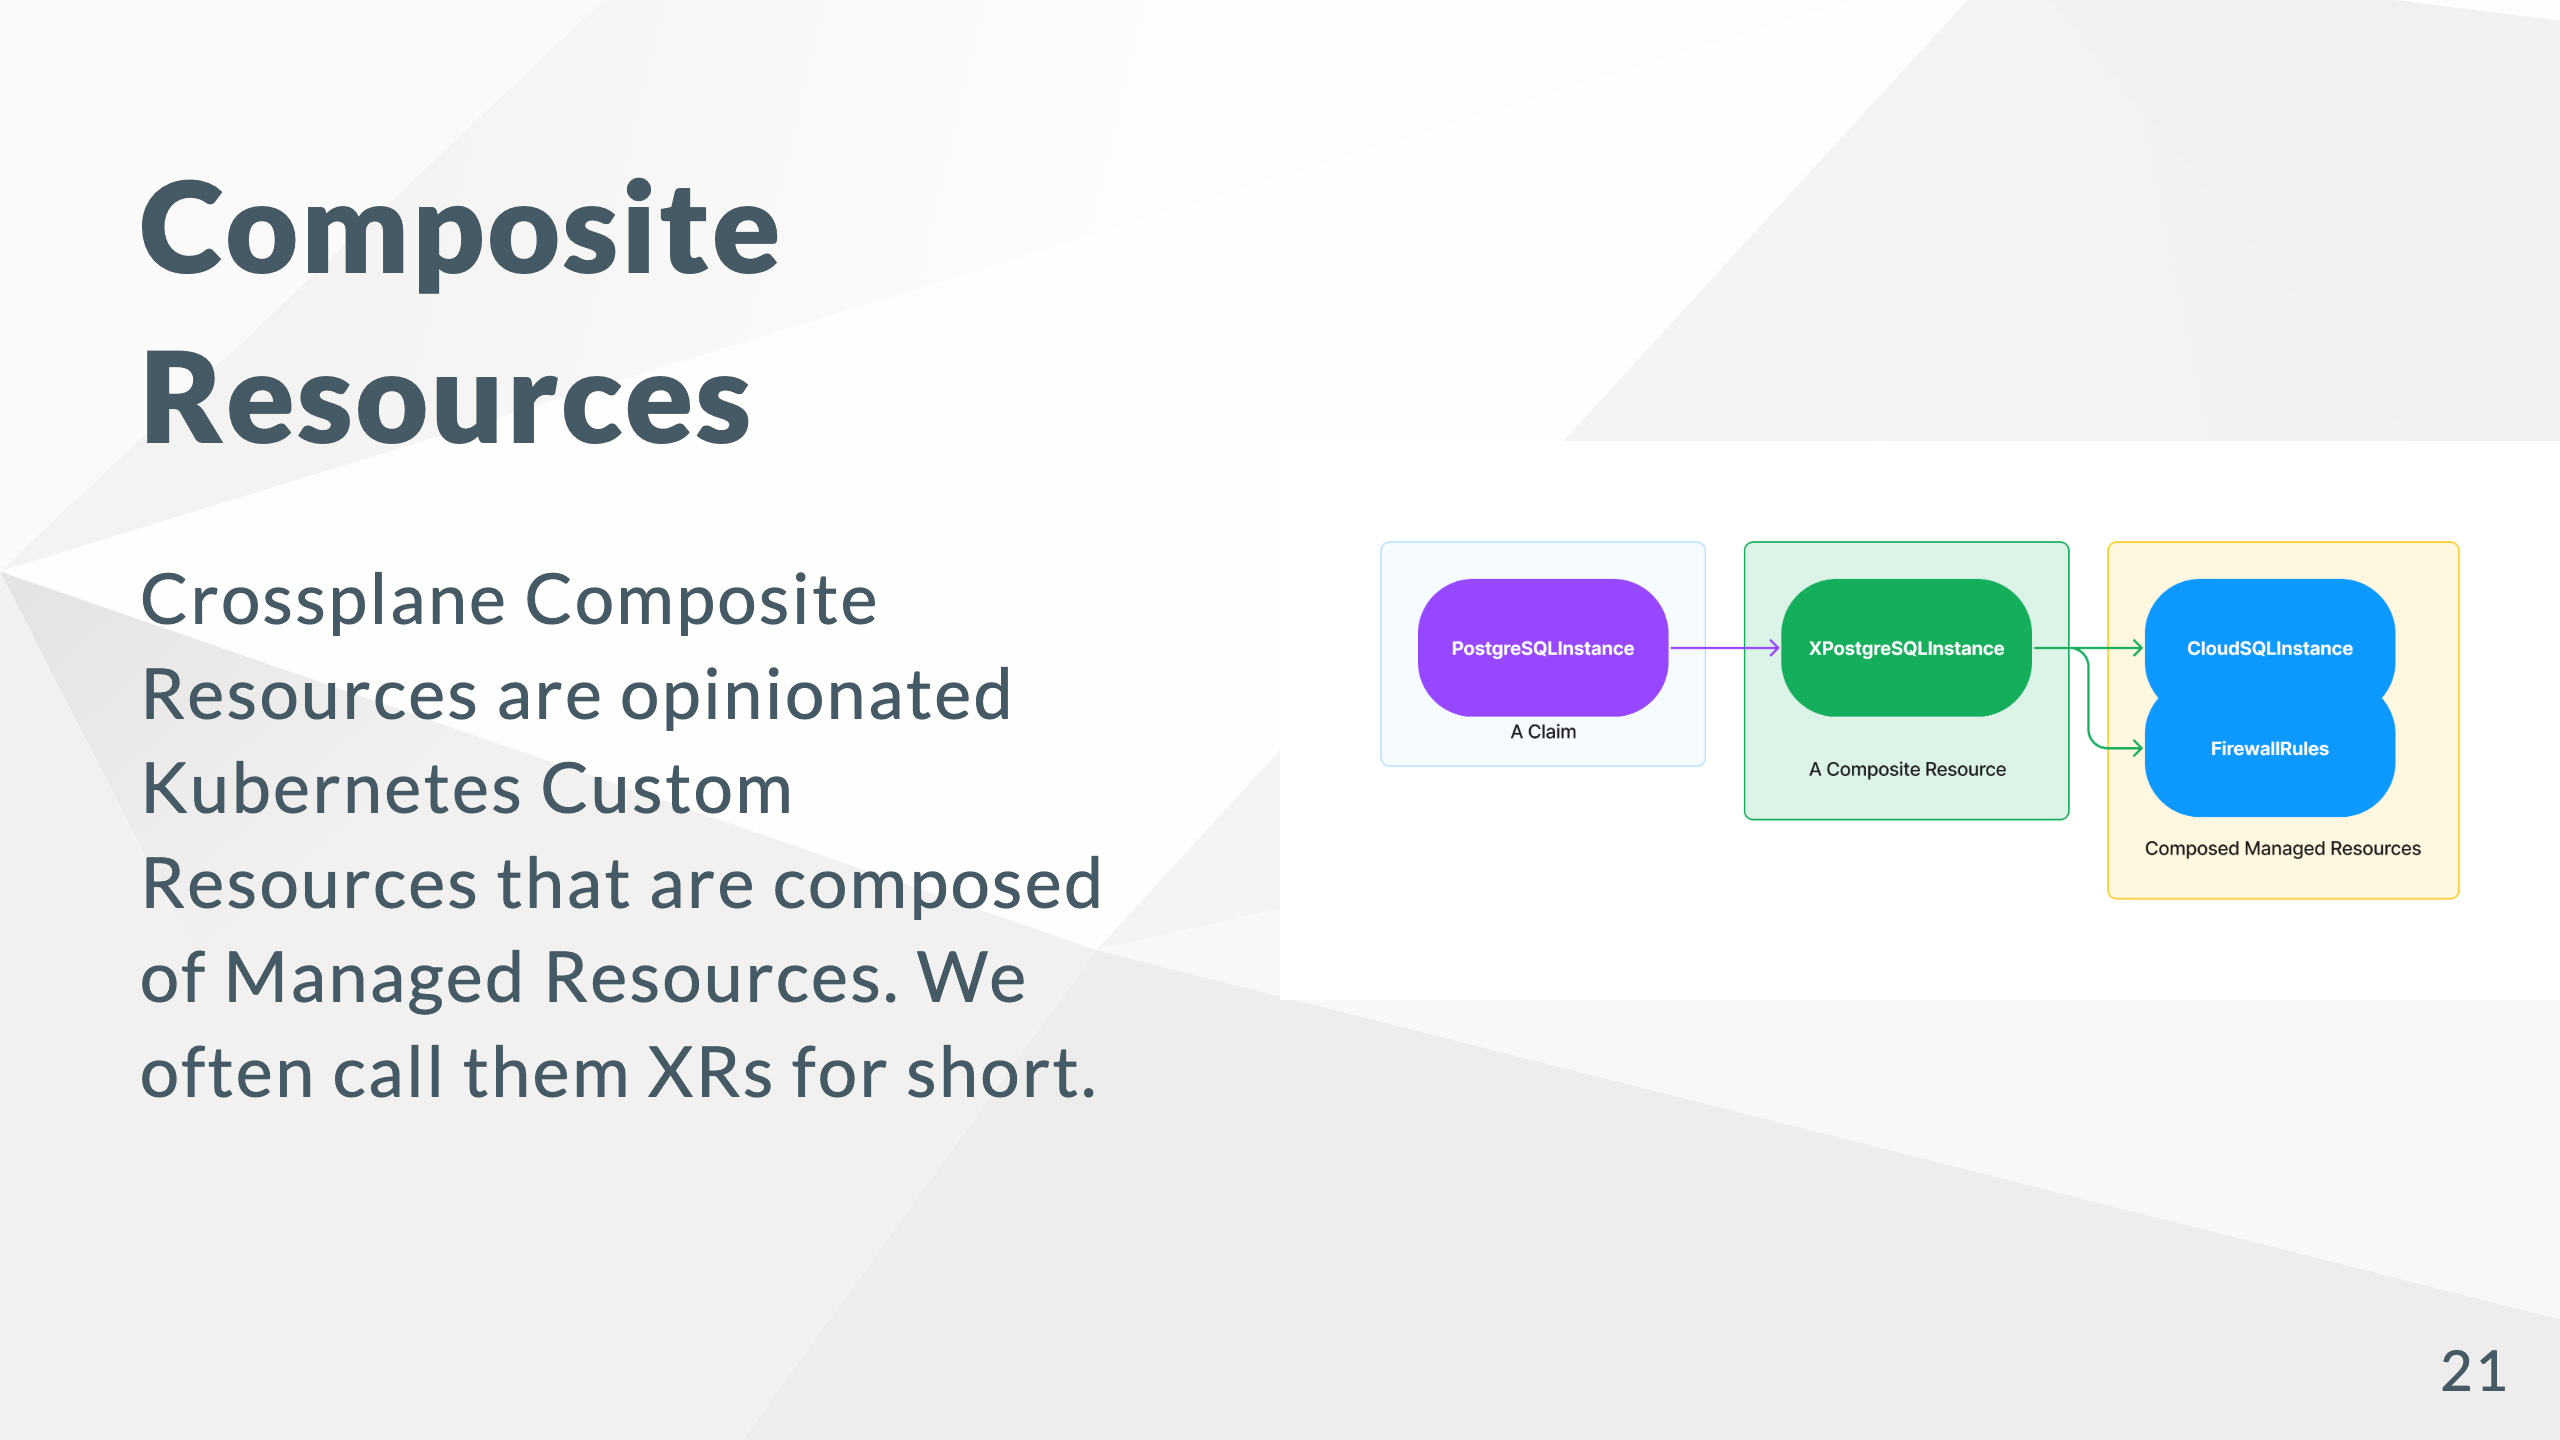 Composite
Resources
Crossplane Composite
Resources are opinionated
Kubernetes Custom
Resources that are composed
of Managed Resources. We
often call them XRs for short.
PostgreSQLInstance
A Claim
XPostgreSQLInstance
A Composite Resource
CloudSQLInstance
FirewallRules
Composed Managed Resources
21